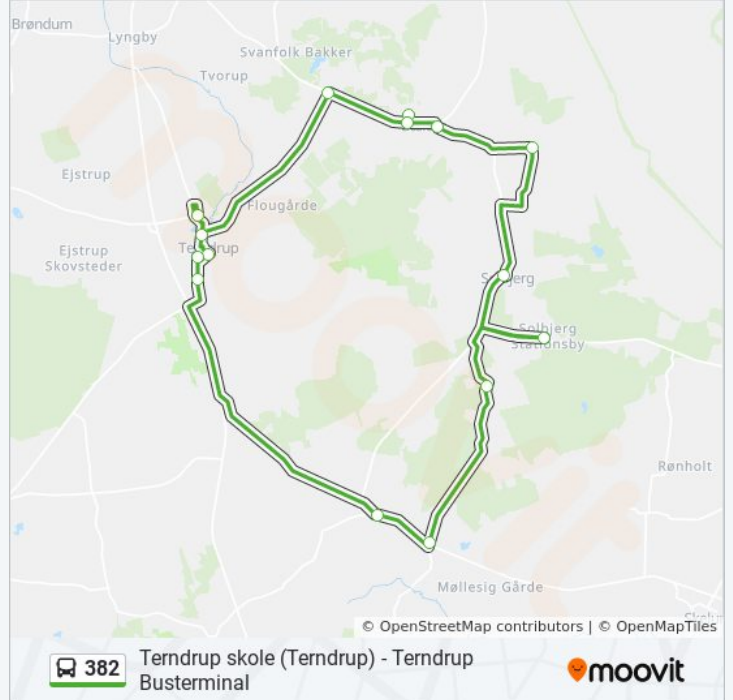 Brøndum
Lyngby
Svanfolk Bakker
Tvorup
Ejstrup
Flougårde
Ejstrup
Skovsteder
Solbjerg
Stationsby
Rønholt
Møllesig Gårde
© OpenStreetMap contributors | © OpenMapTiles
382
Terndrup skole (Terndrup) - Terndrup
Busterminal
moovit